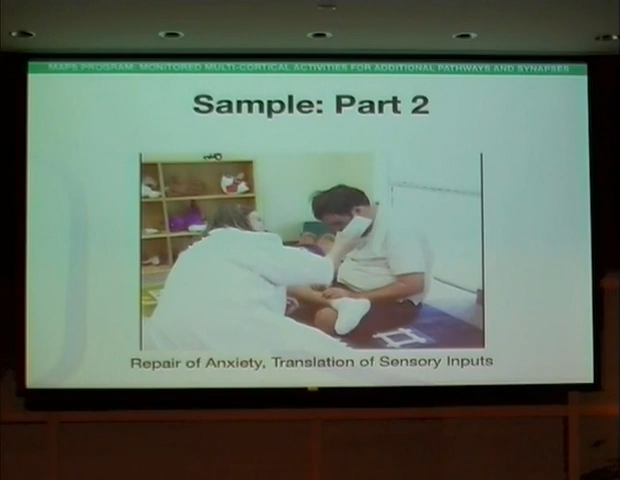 MAPS PROGRAM: MONITORED MULTI-CORTICAL ACTIVITIES FOR ADDITIONAL PATHWAYS AND SYNAPSES
Sample: Part 2
Repair of Anxiety, Translation of Sensory Inputs